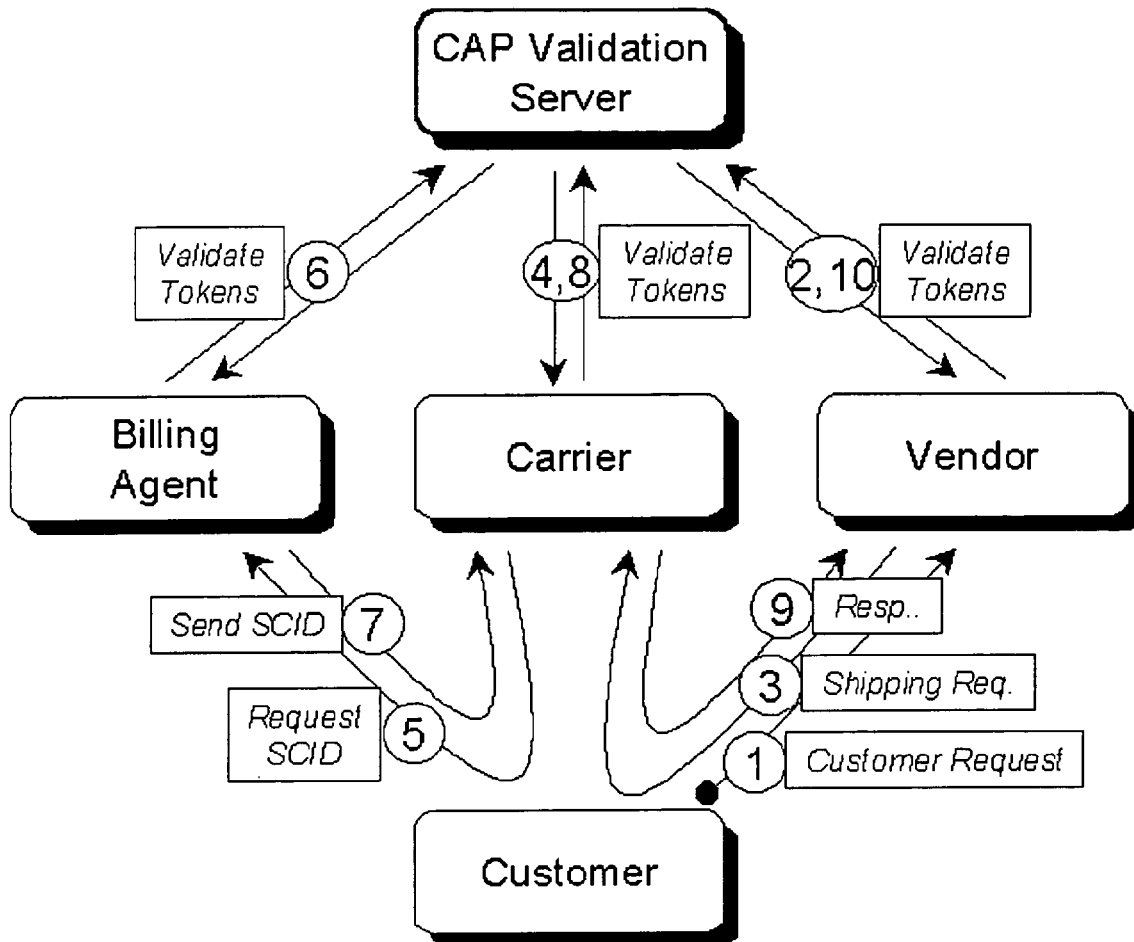 CAP Validation
Server
Validate
Tokens
6
4,8
Validate
Tokens
2,10
Validate
Tokens
Billing
Agent
Carrier
Vendor
Send SCID
7
9
Resp..
3
Shipping Req.
Request
SCID
5
1
Customer Request
Customer